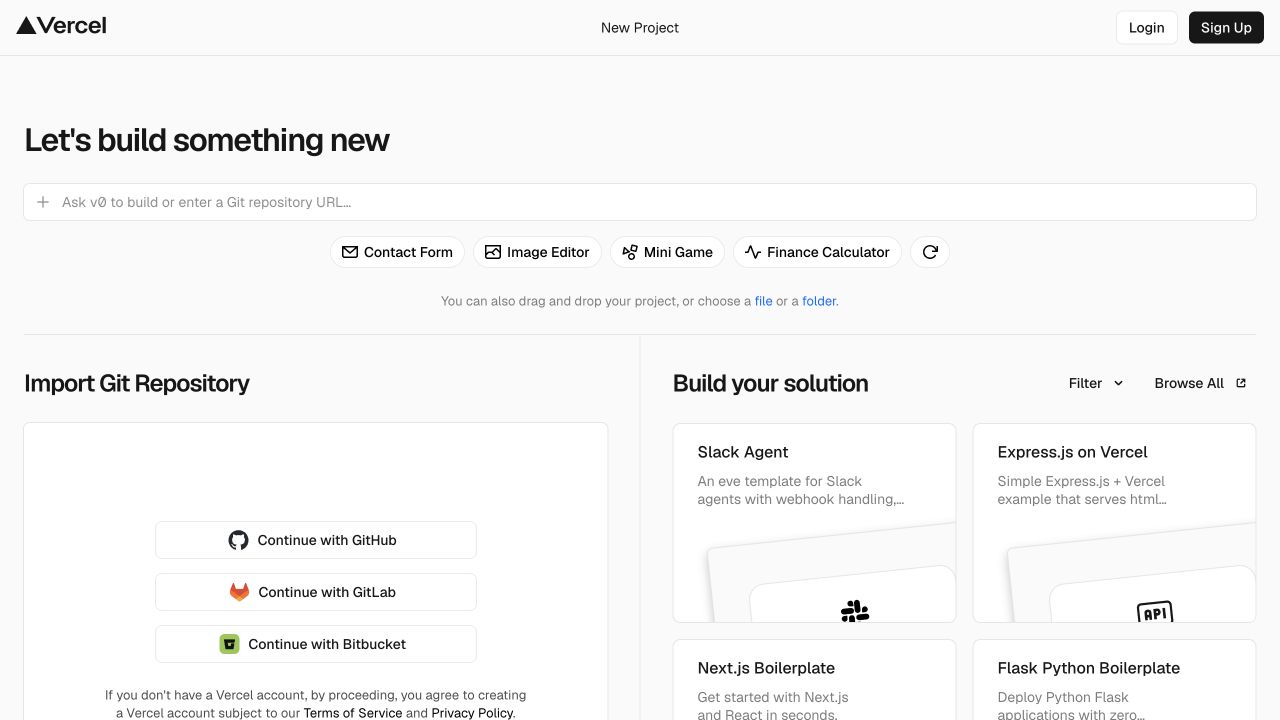 Vercel
New Project
Login
Sign Up
Let's build something new
Ask v0 to build or enter a Git repository URL...
Contact Form
Image Editor
Mini Game
Finance Calculator
You can also drag and drop your project, or choose a file or a folder.
Import Git Repository
Continue with GitHub
Continue with GitLab
Continue with Bitbucket
If you don't have a Vercel account, by proceeding, you agree to creating
a Vercel account subject to our Terms of Service and Privacy Policy.
Build your solution
Filter
Browse All
Slack Agent
An eve template for Slack
agents with webhook handling,...
Express.js on Vercel
Simple Express.js + Vercel
example that serves html...
API
Next.js Boilerplate
Get started with Next.js
and React in seconds.
Flask Python Boilerplate
Deploy Python Flask
applications with zero...